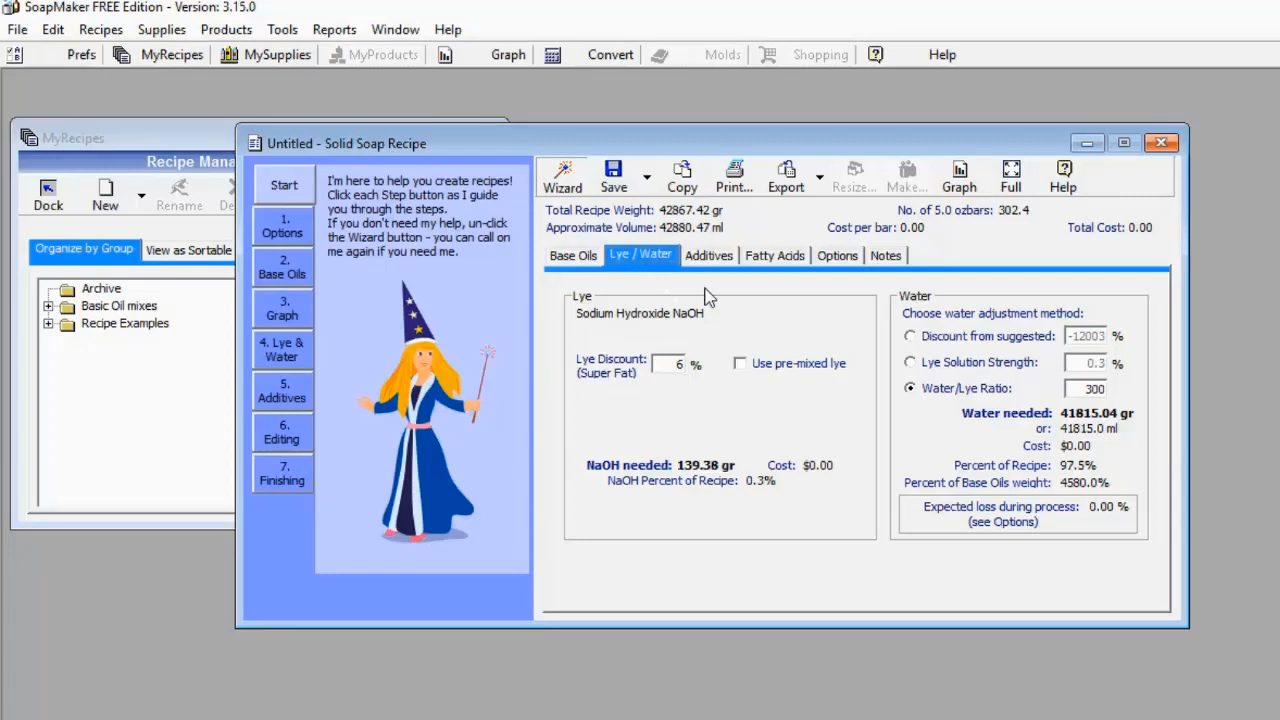 SoapMaker FREE Edition - Version: 3.15.0
File Edit Recipes Supplies Products Tools Reports Window Help
Prefs MyRecipes MySupplies MyProducts Graph Convert Molds Shopping Help
MyRecipes
Recipe Mana
Dock New Rename De
Organize by Group View as Sortable
Archive
Basic Oil mixes
Recipe Examples
Untitled - Solid Soap Recipe
Start
1. Options
2. Base Oils
3. Graph
4. Lye & Water
5. Additives
6. Editing
7. Finishing
I'm here to help you create recipes!
Click each Step button as I guide
you through the steps.
If you don't need my help, un-click
the Wizard button - you can call on
me again if you need me.
Wizard Save Copy Print... Export Resize... Make... Graph Full Help
Total Recipe Weight: 42867.42 gr No. of 5.0 ozbars: 302.4
Approximate Volume: 42880.47 ml Cost per bar: 0.00 Total Cost: 0.00
Base Oils Lye / Water Additives Fatty Acids Options Notes
Lye
Sodium Hydroxide NaOH
Lye Discount: 6 % Use pre-mixed lye
(Super Fat)
NaOH needed: 139.38 gr Cost: $0.00
NaOH Percent of Recipe: 0.3%
Water
Choose water adjustment method:
Discount from suggested: -12003 %
Lye Solution Strength: 0.3 %
Water/Lye Ratio: 300
Water needed: 41815.04 gr
or: 41815.0 ml
Cost: $0.00
Percent of Recipe: 97.5%
Percent of Base Oils weight: 4580.0%
Expected loss during process: 0.00 %
(see Options)